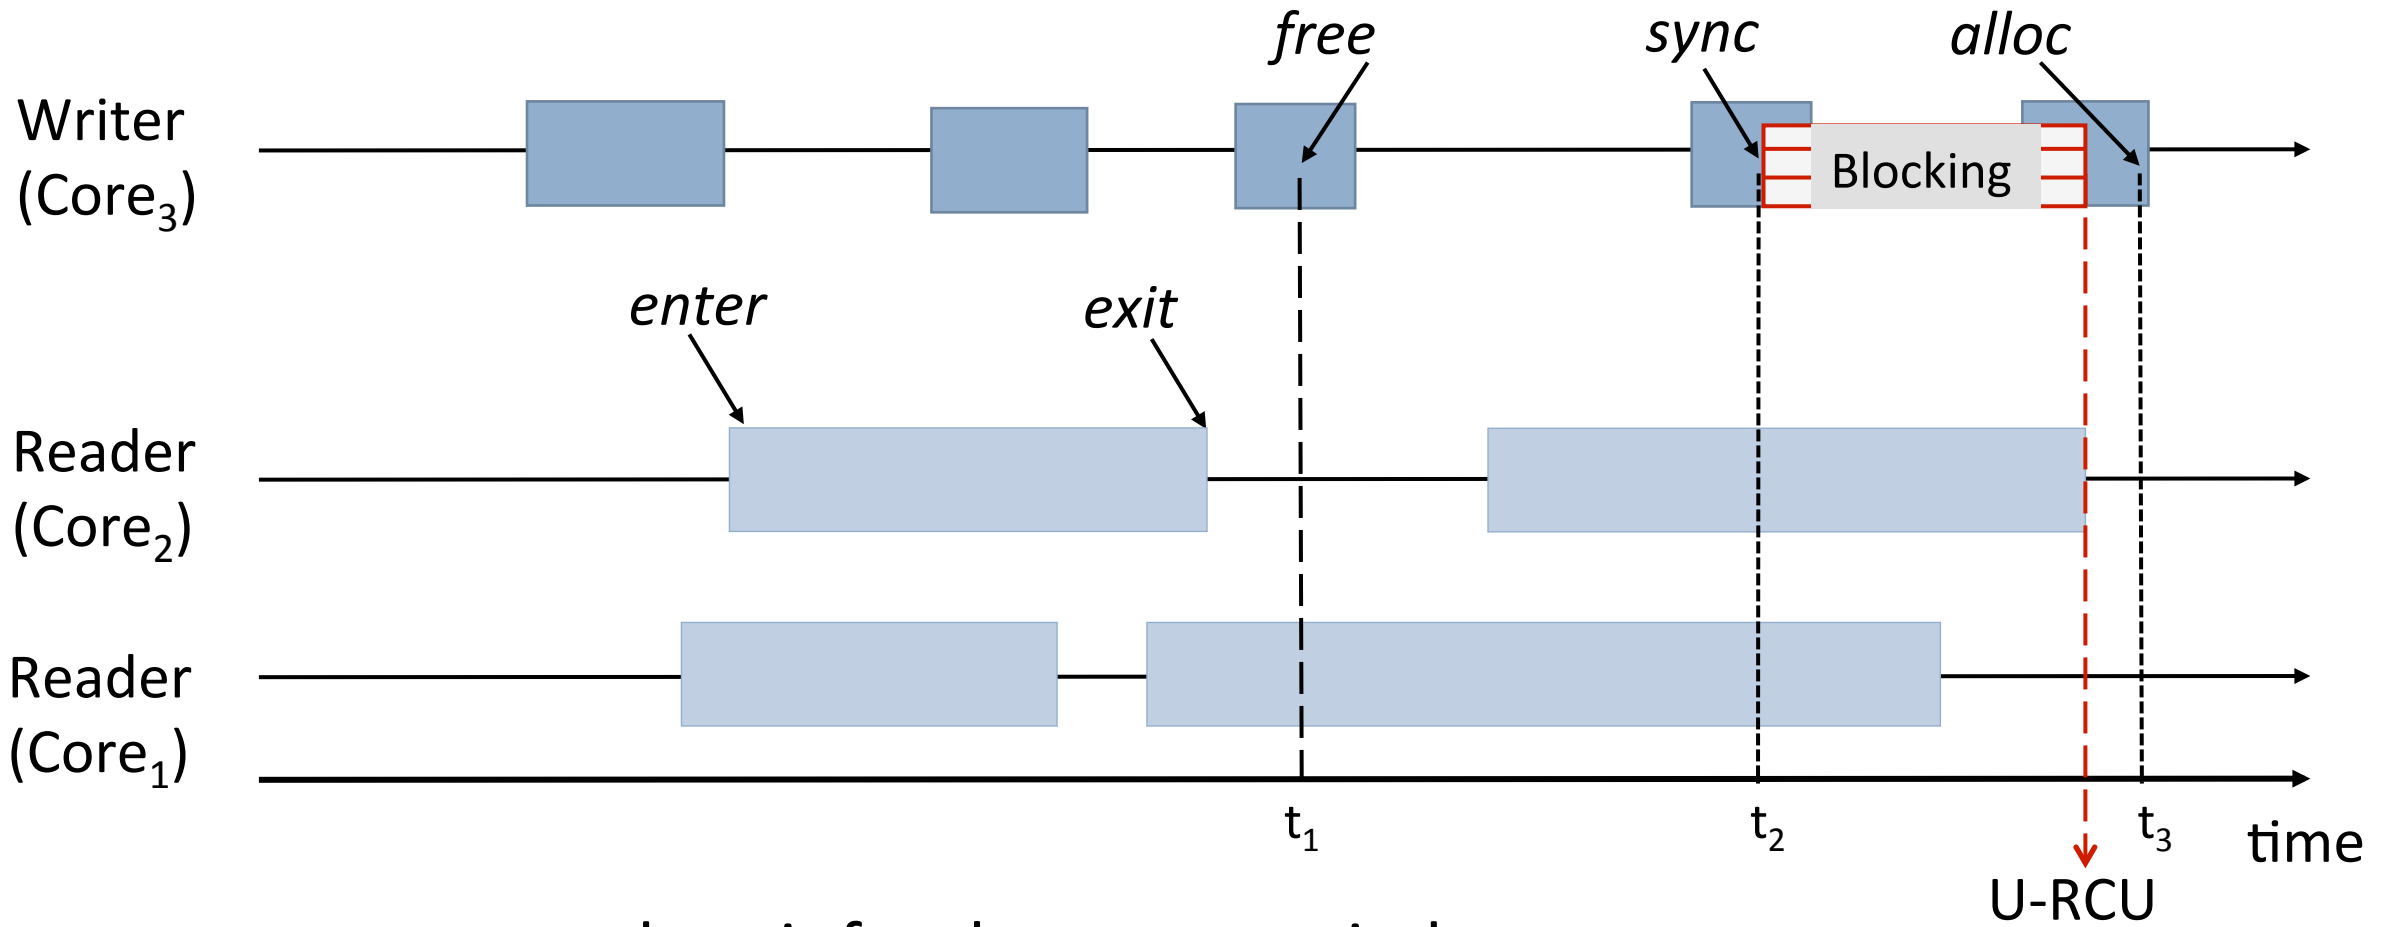 free sync alloc
Writer
(Core3)
Blocking
enter exit
Reader
(Core2)
Reader
(Core1)
t1 t2 t3 time
U-RCU